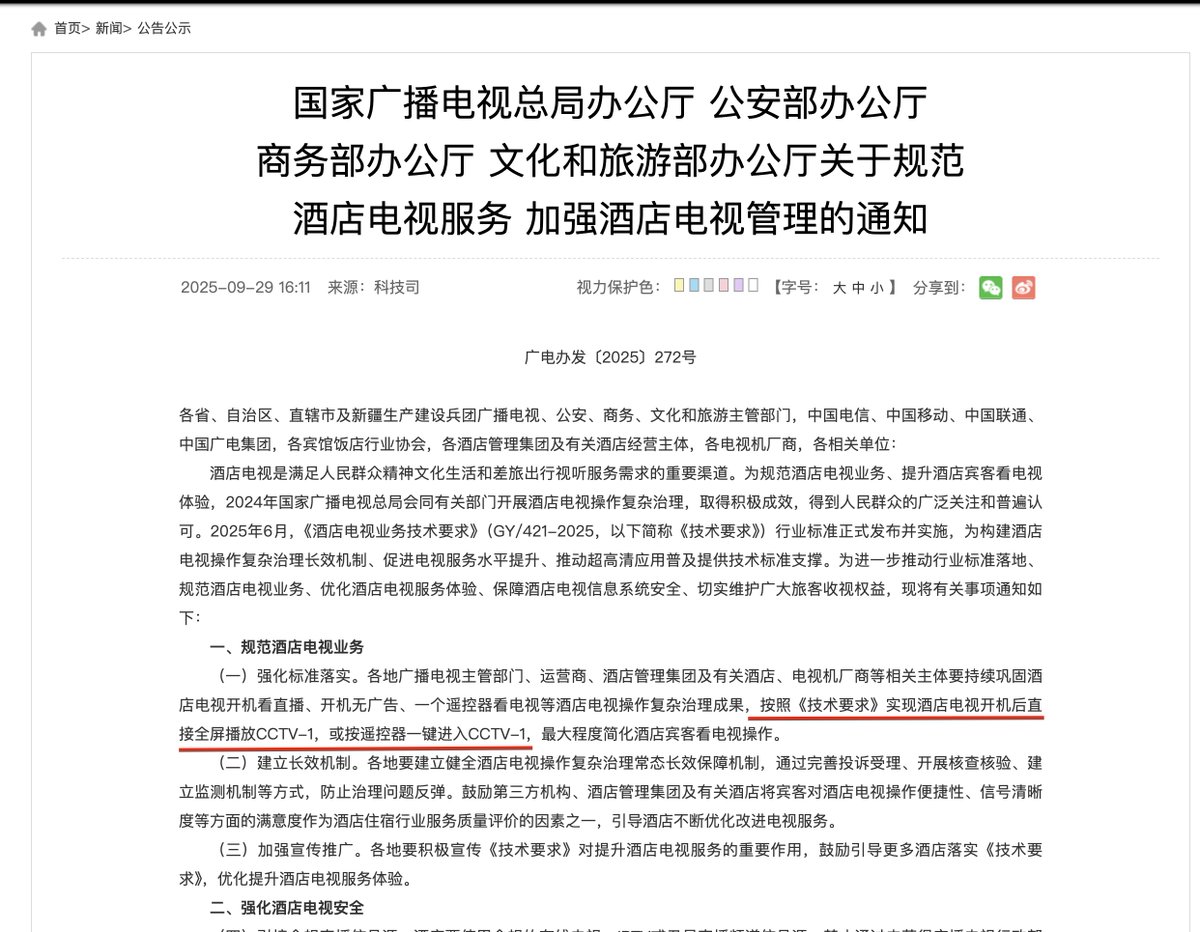 首页> 新闻> 公告公示
国家广播电视总局办公厅 公安部办公厅
商务部办公厅 文化和旅游部办公厅关于规范
酒店电视服务 加强酒店电视管理的通知
2025-09-29 16:11 来源：科技司 视力保护色： 【字号： 大 中 小 】 分享到：
广电办发〔2025〕272号
各省、自治区、直辖市及新疆生产建设兵团广播电视、公安、商务、文化和旅游主管部门，中国电信、中国移动、中国联通、
中国广电集团，各宾馆饭店行业协会，各酒店管理集团及有关酒店经营主体，各电视机厂商，各相关单位：
酒店电视是满足人民群众精神文化生活和差旅出行视听服务需求的重要渠道。为规范酒店电视业务、提升酒店宾客看电视
体验，2024年国家广播电视总局会同有关部门开展酒店电视操作复杂治理，取得积极成效，得到人民群众的广泛关注和普遍认
可。2025年6月，《酒店电视业务技术要求》（GY/421-2025，以下简称《技术要求》）行业标准正式发布并实施，为构建酒店
电视操作复杂治理长效机制、促进电视服务水平提升、推动超高清应用普及提供技术标准支撑。为进一步推动行业标准落地、
规范酒店电视业务、优化酒店电视服务体验、保障酒店电视信息系统安全、切实维护广大旅客收视权益，现将有关事项通知如
下：
一、规范酒店电视业务
（一）强化标准落实。各地广播电视主管部门、运营商、酒店管理集团及有关酒店、电视机厂商等相关主体要持续巩固酒
店电视开机看直播、开机无广告、一个遥控器看电视等酒店电视操作复杂治理成果，按照《技术要求》实现酒店电视开机后直
接全屏播放CCTV-1，或按遥控器一键进入CCTV-1，最大程度简化酒店宾客看电视操作。
（二）建立长效机制。各地要建立健全酒店电视操作复杂治理常态长效保障机制，通过完善投诉受理、开展核查核验、建
立监测机制等方式，防止治理问题反弹。鼓励第三方机构、酒店管理集团及有关酒店将宾客对酒店电视操作便捷性、信号清晰
度等方面的满意度作为酒店住宿行业服务质量评价的因素之一，引导酒店不断优化改进电视服务。
（三）加强宣传推广。各地要积极宣传《技术要求》对提升酒店电视服务的重要作用，鼓励引导更多酒店落实《技术要
求》，优化提升酒店电视服务体验。
二、强化酒店电视安全